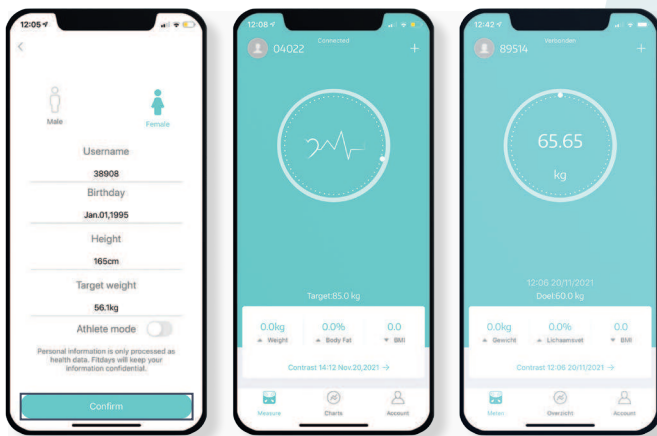 12:05
Male
Female
Username
38908
Birthday
Jan.01,1995
Height
165cm
Target weight
56.1kg
Athlete mode
Personal information is only processed as
health data. Fitdays will keep your
information confidential.
Confirm
12:08
Connected
04022
Target:85.0 kg
0.0kg 0.0% 0.0
Weight Body Fat BMI
Contrast 14:12 Nov.20,2021 →
Measure Charts Account
12:42
Verbonden
89514
65.65
kg
12:06 20/11/2021
Doel:60.0 kg
0.0kg 0.0% 0.0
Gewicht Lichaamsvet BMI
Contrast 12:06 20/11/2021 →
Meten Overzicht Account